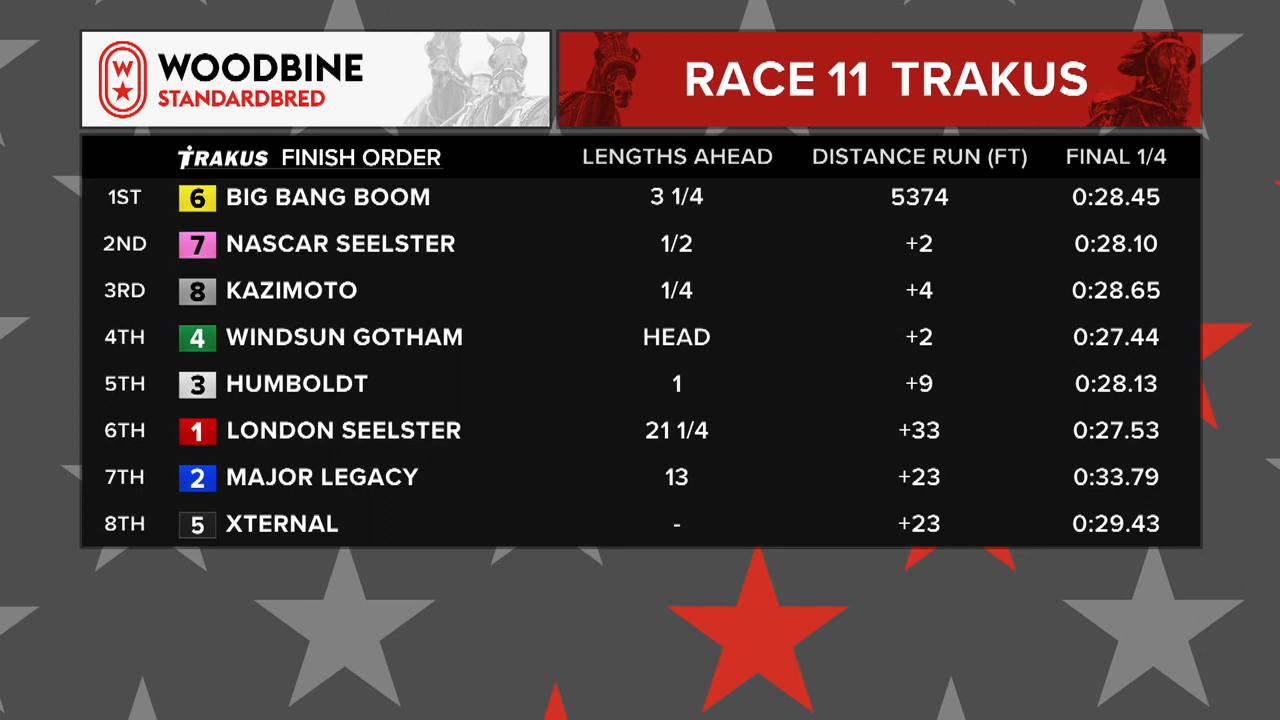 W
WOODBINE
STANDARDBRED
RACE 11 TRAKUS
TRAKUS FINISH ORDER LENGTHS AHEAD DISTANCE RUN (FT) FINAL 1/4
1ST 6 BIG BANG BOOM 3 1/4 5374 0:28.45
2ND 7 NASCAR SEELSTER 1/2 +2 0:28.10
3RD 8 KAZIMOTO 1/4 +4 0:28.65
4TH 4 WINDSUN GOTHAM HEAD +2 0:27.44
5TH 3 HUMBOLDT 1 +9 0:28.13
6TH 1 LONDON SEELSTER 21 1/4 +33 0:27.53
7TH 2 MAJOR LEGACY 13 +23 0:33.79
8TH 5 XTERNAL - +23 0:29.43